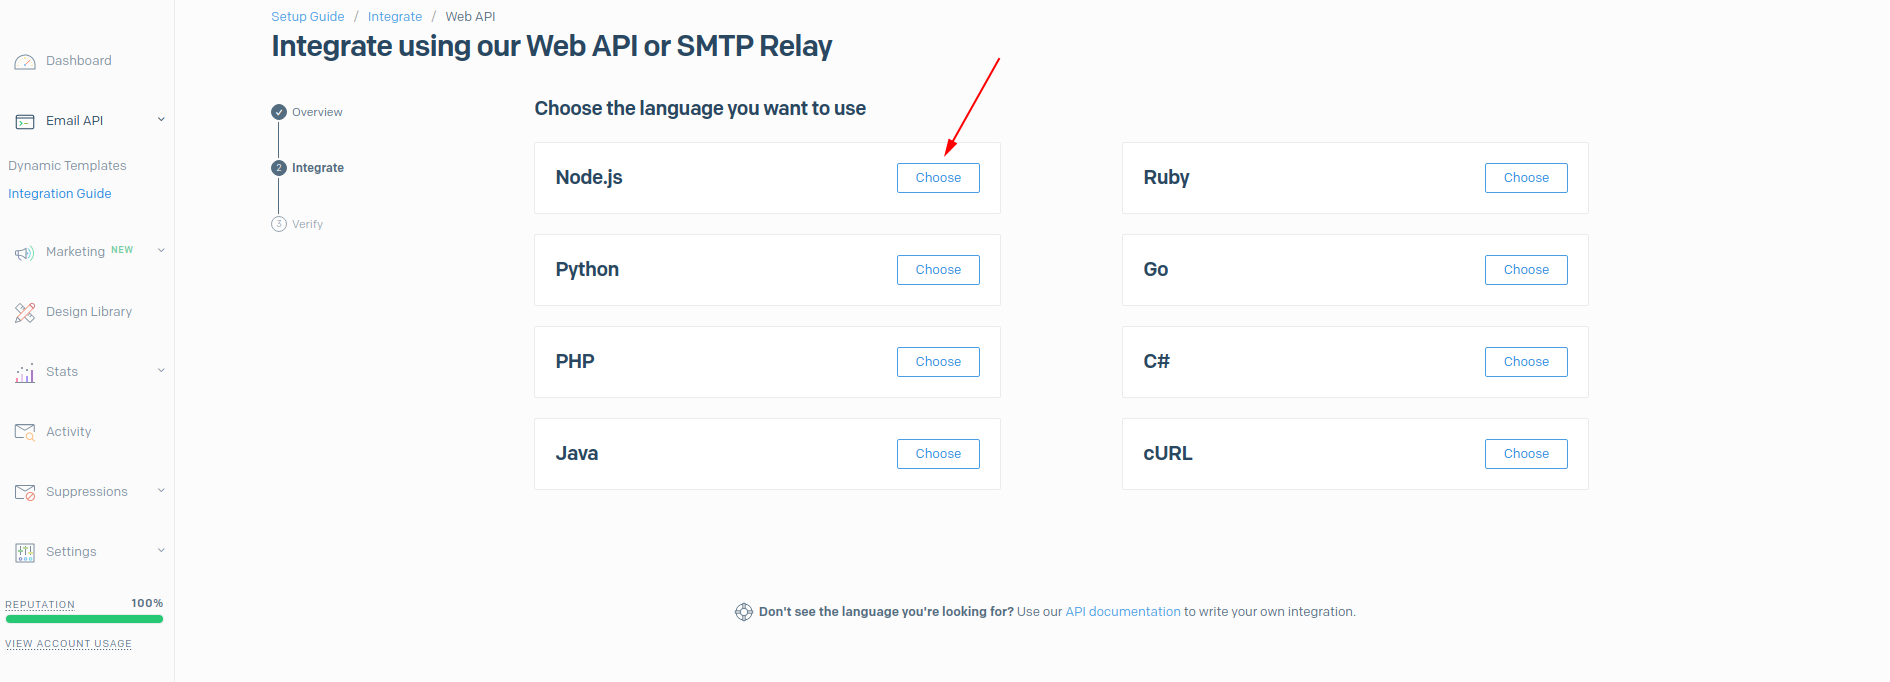 Setup Guide / Integrate / Web API
Integrate using our Web API or SMTP Relay
Dashboard
Email API
Dynamic Templates
Integration Guide
Marketing NEW
Design Library
Stats
Activity
Suppressions
Settings
REPUTATION 100%
VIEW ACCOUNT USAGE
Overview
2 Integrate
3 Verify
Choose the language you want to use
Node.js Choose
Ruby Choose
Python Choose
Go Choose
PHP Choose
C# Choose
Java Choose
cURL Choose
Don't see the language you're looking for? Use our API documentation to write your own integration.